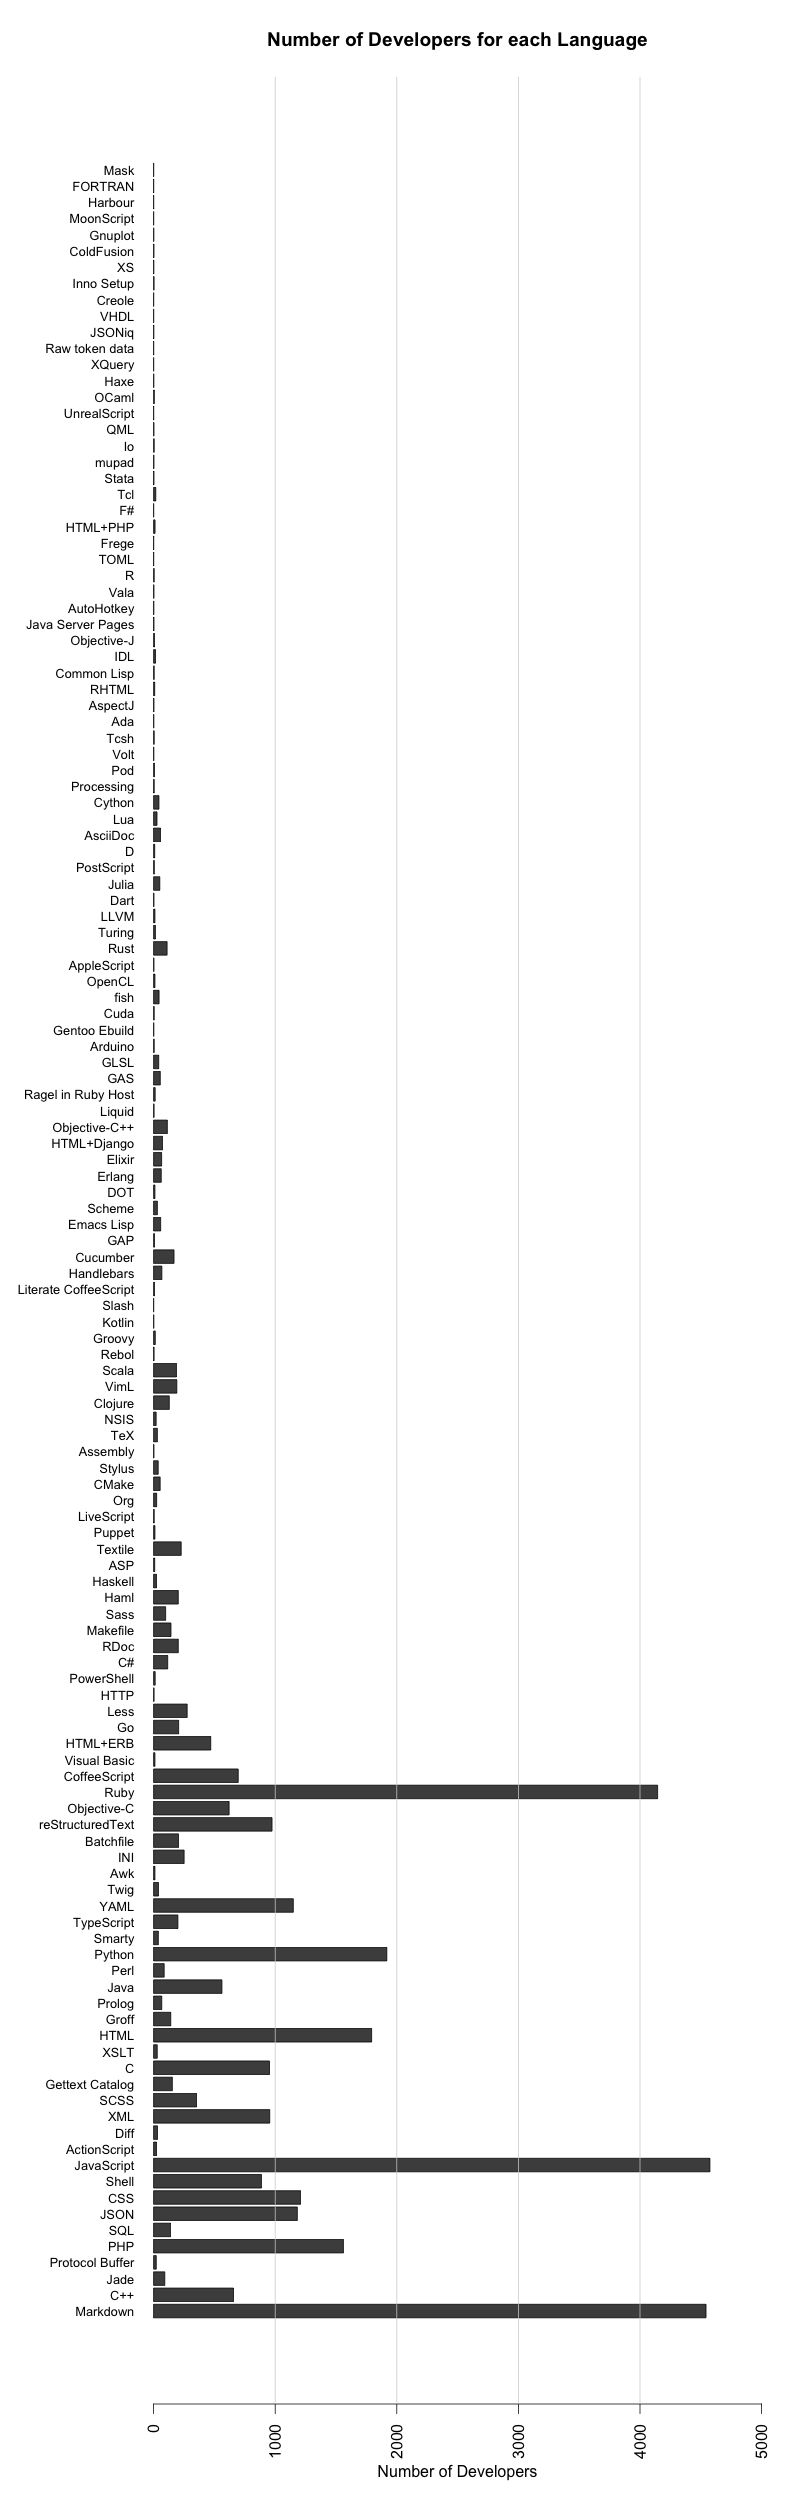 Number of Developers for each Language
Mask
FORTRAN
Harbour
MoonScript
Gnuplot
ColdFusion
XS
Inno Setup
Creole
VHDL
JSONiq
Raw token data
XQuery
Haxe
OCaml
UnrealScript
QML
Io
mupad
Stata
Tcl
F#
HTML+PHP
Frege
TOML
R
Vala
AutoHotkey
Java Server Pages
Objective-J
IDL
Common Lisp
RHTML
AspectJ
Ada
Tcsh
Volt
Pod
Processing
Cython
Lua
AsciiDoc
D
PostScript
Julia
Dart
LLVM
Turing
Rust
AppleScript
OpenCL
fish
Cuda
Gentoo Ebuild
Arduino
GLSL
GAS
Ragel in Ruby Host
Liquid
Objective-C++
HTML+Django
Elixir
Erlang
DOT
Scheme
Emacs Lisp
GAP
Cucumber
Handlebars
Literate CoffeeScript
Slash
Kotlin
Groovy
Rebol
Scala
VimL
Clojure
NSIS
TeX
Assembly
Stylus
CMake
Org
LiveScript
Puppet
Textile
ASP
Haskell
Haml
Sass
Makefile
RDoc
C#
PowerShell
HTTP
Less
Go
HTML+ERB
Visual Basic
CoffeeScript
Ruby
Objective-C
reStructuredText
Batchfile
INI
Awk
Twig
YAML
TypeScript
Smarty
Python
Perl
Java
Prolog
Groff
HTML
XSLT
C
Gettext Catalog
SCSS
XML
Diff
ActionScript
JavaScript
Shell
CSS
JSON
SQL
PHP
Protocol Buffer
Jade
C++
Markdown
0 1000 2000 3000 4000 5000
Number of Developers